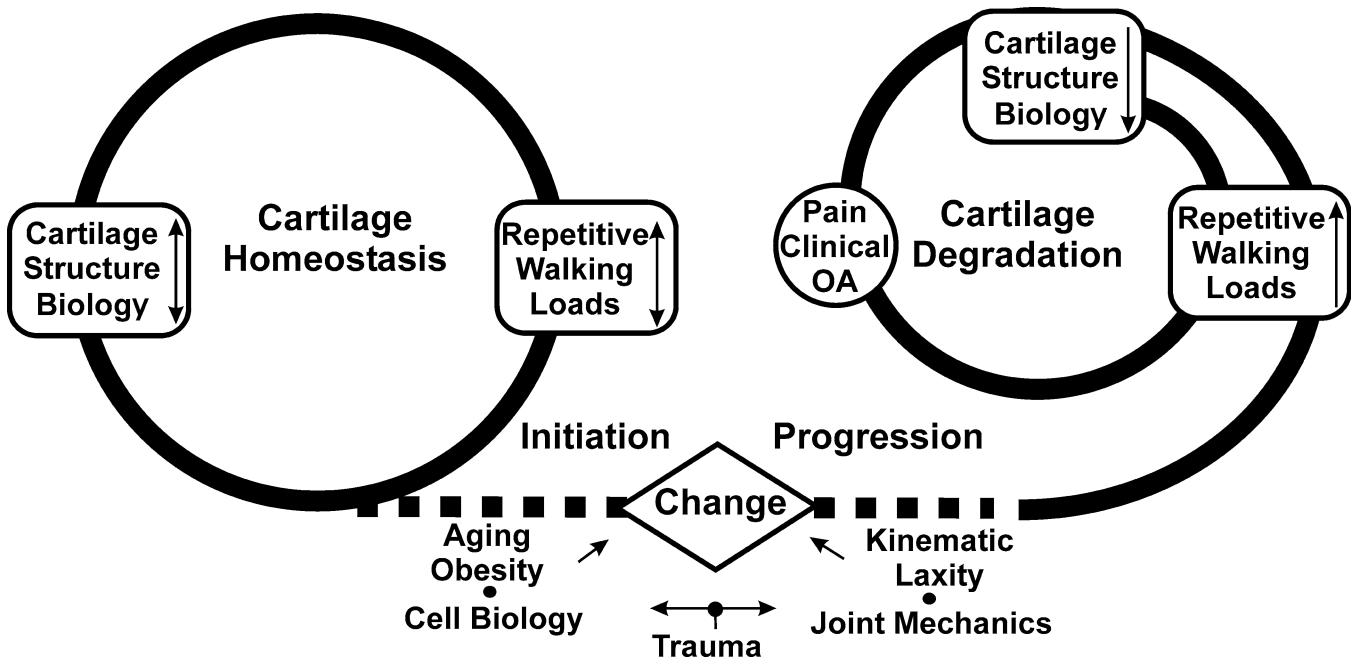 Cartilage
Structure
Biology
Cartilage
Homeostasis
Repetitive
Walking
Loads
Cartilage
Structure
Biology
Pain
Clinical
OA
Cartilage
Degradation
Repetitive
Walking
Loads
Initiation
Progression
Change
Aging
Obesity
Cell Biology
Trauma
Kinematic
Laxity
Joint Mechanics